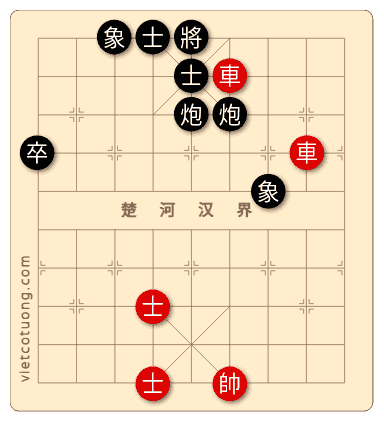 象 士 將
士 車
炮 炮
卒 車
象
楚 河 汉 界
士
士 帥
vietcotuong.com